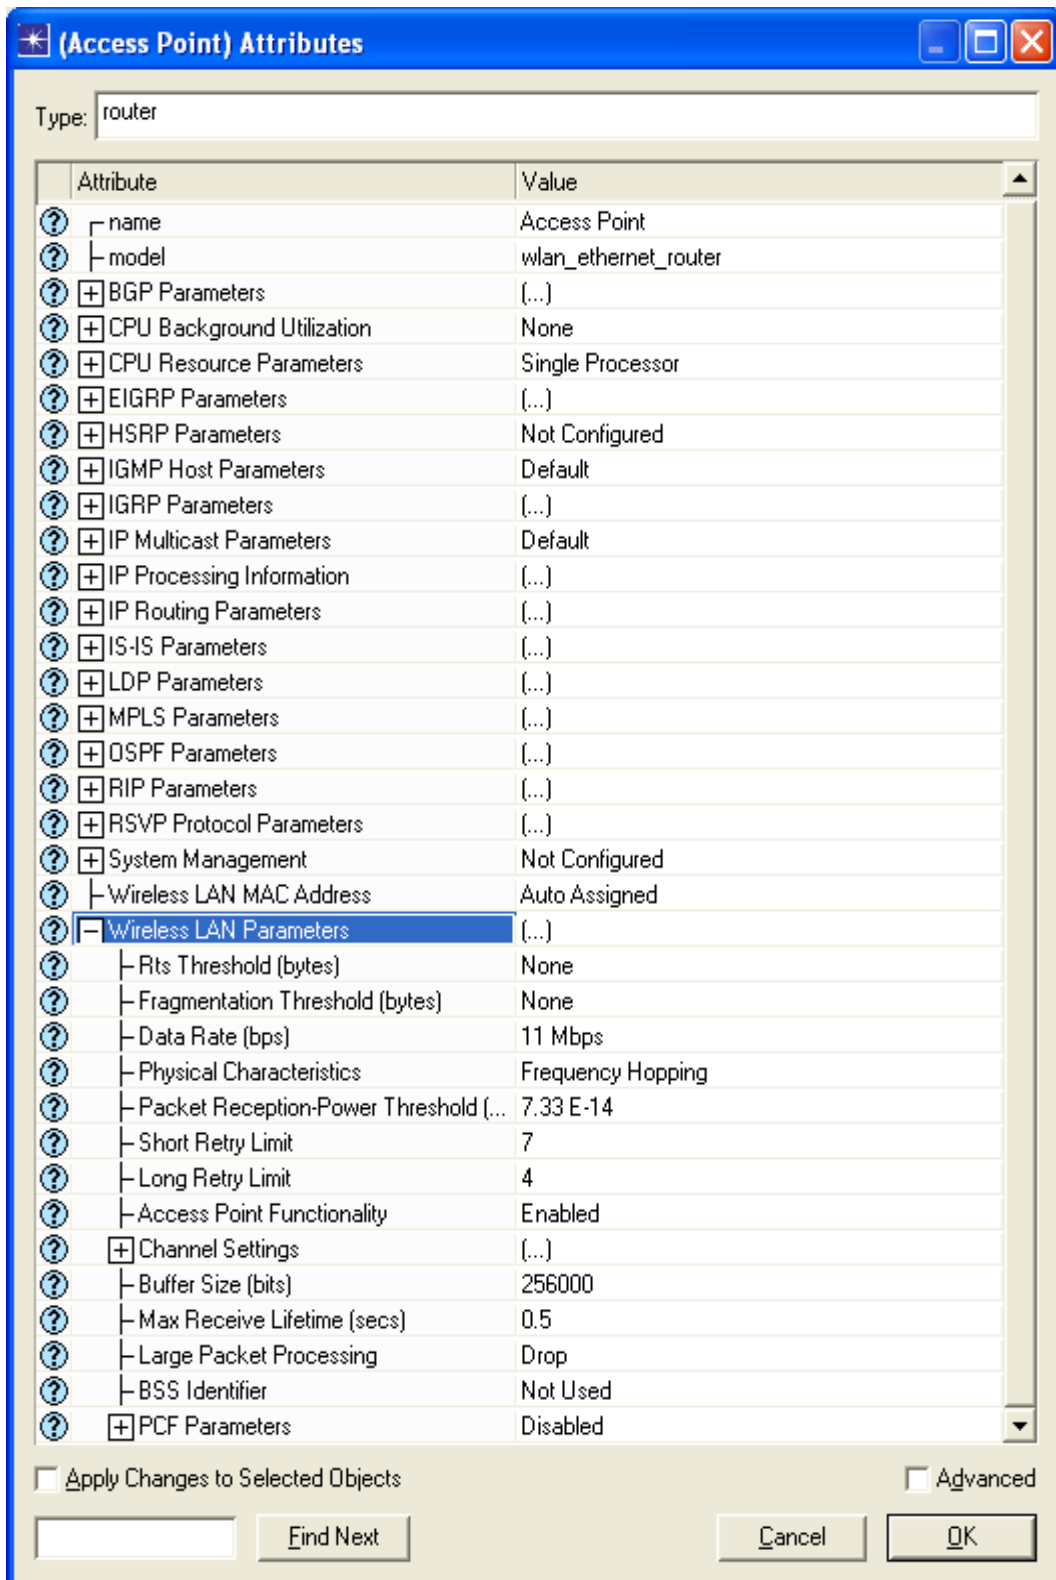 (Access Point) Attributes
Type: router
Attribute Value
name Access Point
model wlan_ethernet_router
BGP Parameters (...)
CPU Background Utilization None
CPU Resource Parameters Single Processor
EIGRP Parameters (...)
HSRP Parameters Not Configured
IGMP Host Parameters Default
IGRP Parameters (...)
IP Multicast Parameters Default
IP Processing Information (...)
IP Routing Parameters (...)
IS-IS Parameters (...)
LDP Parameters (...)
MPLS Parameters (...)
OSPF Parameters (...)
RIP Parameters (...)
RSVP Protocol Parameters (...)
System Management Not Configured
Wireless LAN MAC Address Auto Assigned
Wireless LAN Parameters (...)
Rts Threshold (bytes) None
Fragmentation Threshold (bytes) None
Data Rate (bps) 11 Mbps
Physical Characteristics Frequency Hopping
Packet Reception-Power Threshold (... 7.33 E-14
Short Retry Limit 7
Long Retry Limit 4
Access Point Functionality Enabled
Channel Settings (...)
Buffer Size (bits) 256000
Max Receive Lifetime (secs) 0.5
Large Packet Processing Drop
BSS Identifier Not Used
PCF Parameters Disabled
Apply Changes to Selected Objects Advanced
Find Next Cancel OK